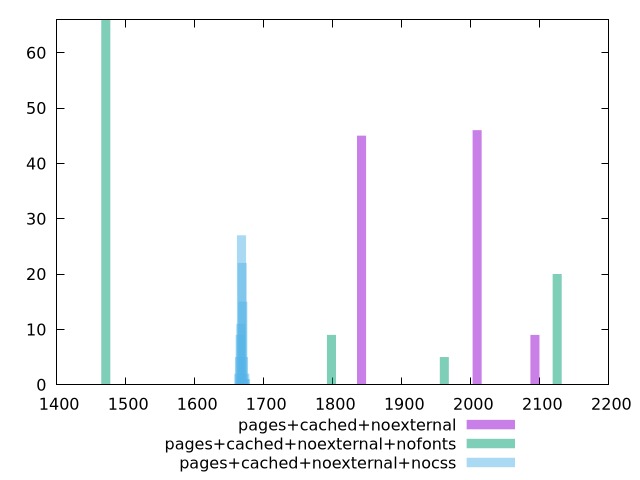 60
50
40
30
20
10
0
1400 1500 1600 1700 1800 1900 2000 2100 2200
pages+cached+noexternal
pages+cached+noexternal+nofonts
pages+cached+noexternal+nocss